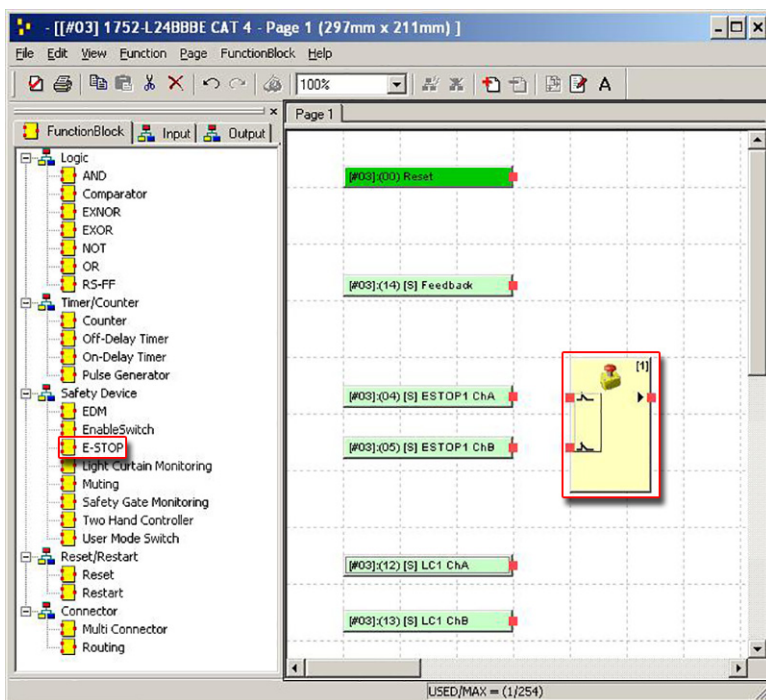 - [[#03] 1752-L24BBBE CAT 4 - Page 1 (297mm x 211mm) ]
File Edit View Function Page FunctionBlock Help
100%
A
FunctionBlock Input Output
Page 1
Logic
AND
Comparator
EXNOR
EXOR
NOT
OR
RS-FF
Timer/Counter
Counter
Off-Delay Timer
On-Delay Timer
Pulse Generator
Safety Device
EDM
EnableSwitch
E-STOP
Light Curtain Monitoring
Muting
Safety Gate Monitoring
Two Hand Controller
User Mode Switch
Reset/Restart
Reset
Restart
Connector
Multi Connector
Routing
[#03]:(00) Reset
[#03]:(14) [S] Feedback
[#03]:(04) [S] ESTOP1 ChA
[#03]:(05) [S] ESTOP1 ChB
[1]
[#03]:(12) [S] LC1 ChA
[#03]:(13) [S] LC1 ChB
USED/MAX = (1/254)